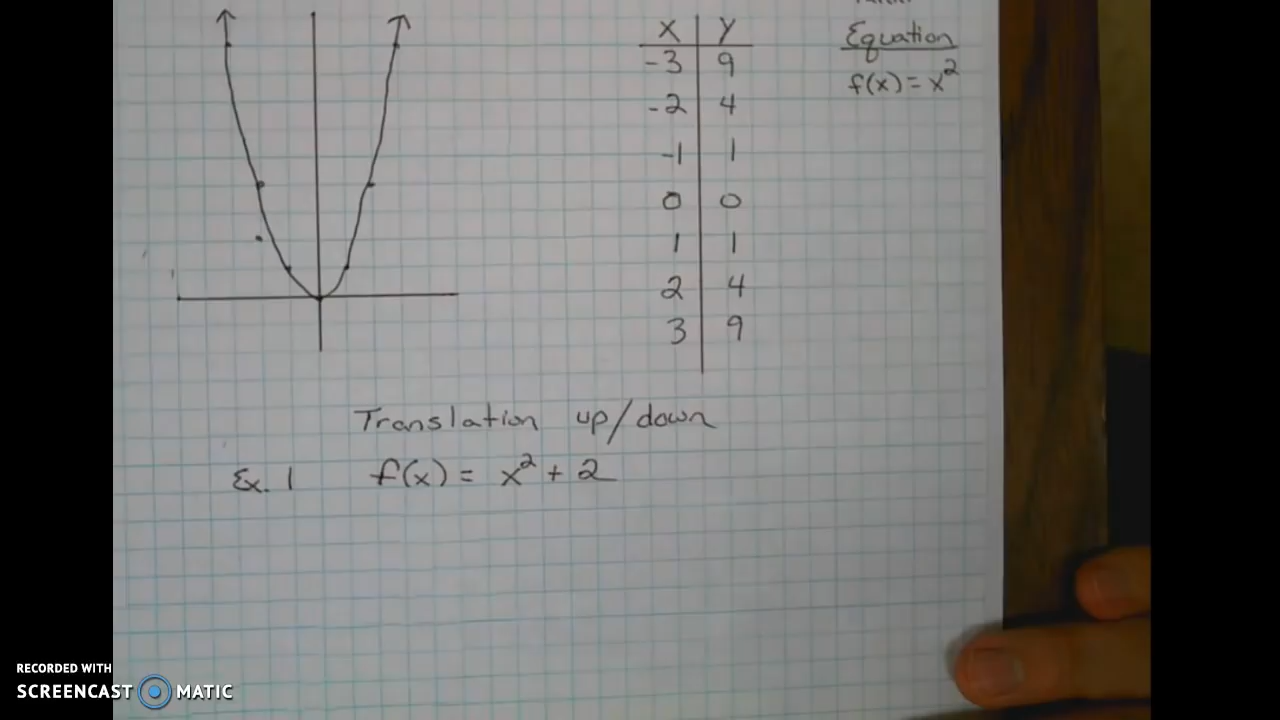 X Y
-3 9
-2 4
-1 1
0 0
1 1
2 4
3 9
Equation
f(x) = x²
Translation up/down
Ex. 1 f(x) = x² + 2
RECORDED WITH
SCREENCAST MATIC